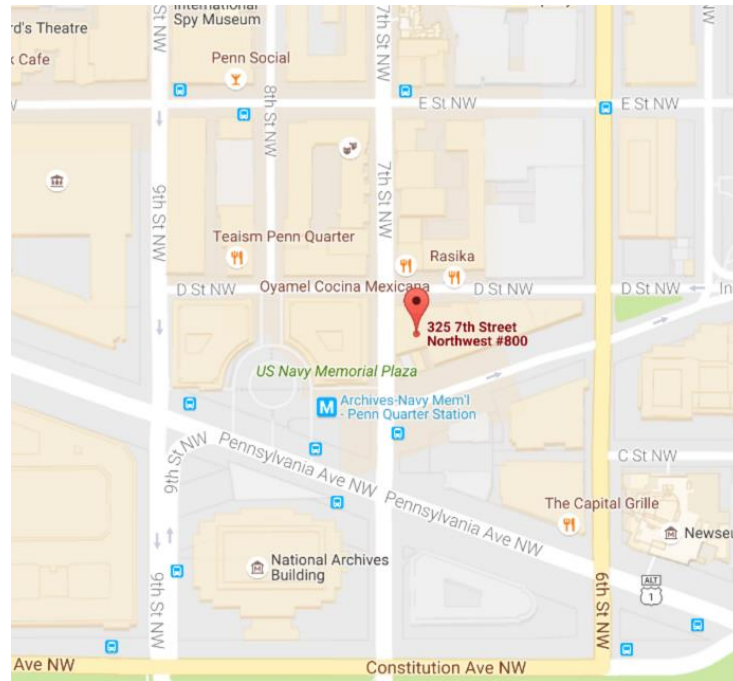 International
Spy Museum
rd's Theatre
k Cafe
St NW
7th St NW
Penn Social
E St NW
E St NW
8th St NW
9th St NW
7th St NW
Teaism Penn Quarter
Rasika
D St NW
Oyamel Cocina Mexicana
D St NW
D St NW
In
325 7th Street
Northwest #800
US Navy Memorial Plaza
M
Archives-Navy Mem'l
- Penn Quarter Station
9th St NW
Pennsylvania Ave NW
Pennsylvania Ave NW
C St NW
The Capital Grille
Newseu
National Archives
Building
ALT
1
9th St NW
6th St NW
Ave NW
Constitution Ave NW